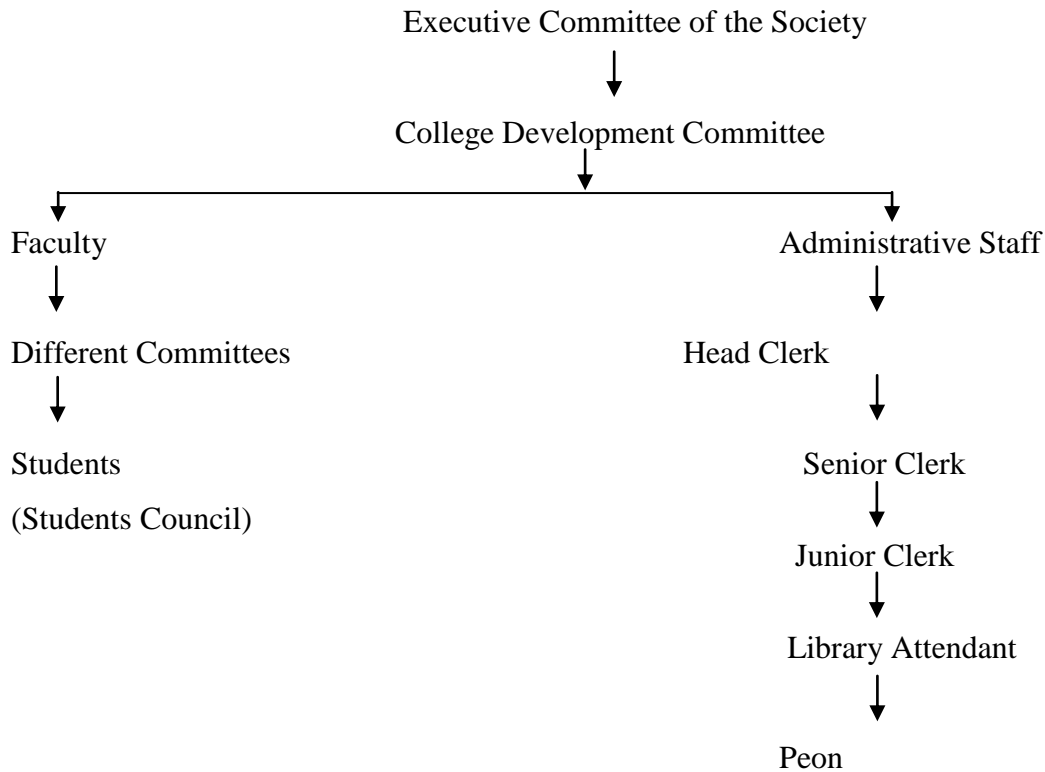 Executive Committee of the Society
College Development Committee
Faculty
Administrative Staff
Different Committees
Head Clerk
Students
Senior Clerk
(Students Council)
Junior Clerk
Library Attendant
Peon